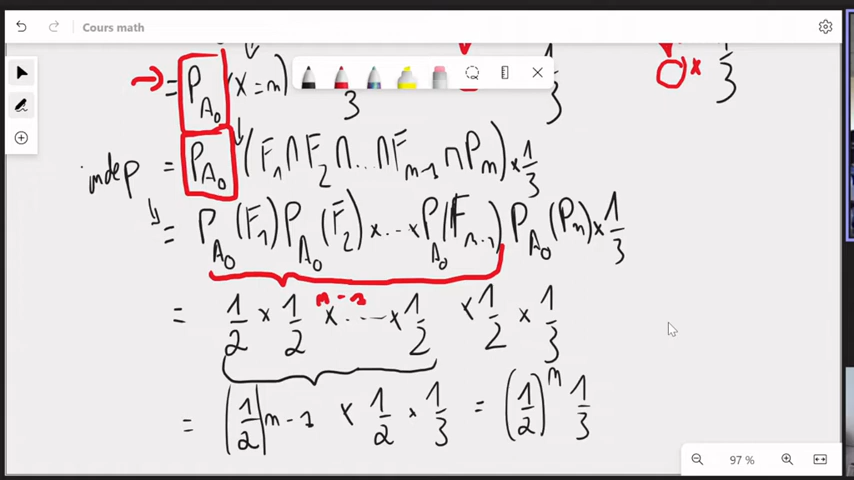 Cours math
→ = P_{A_0} (X = n) 3 1/3 × 1/3
indep = P_{A_0} (F_1 ∩ F_2 ∩ ... ∩ F_{n-1} ∩ P_n) × 1/3
= P_{A_0} (F_1) P_{A_0} (F_2) × ... × P_{A_0} (F_{n-1}) P_{A_0} (P_n) × 1/3
n-1
= 1/2 × 1/2 × ... × 1/2 × 1/2 × 1/3
= (1/2)^{n-1} × 1/2 × 1/3 = (1/2)^n 1/3
97 %